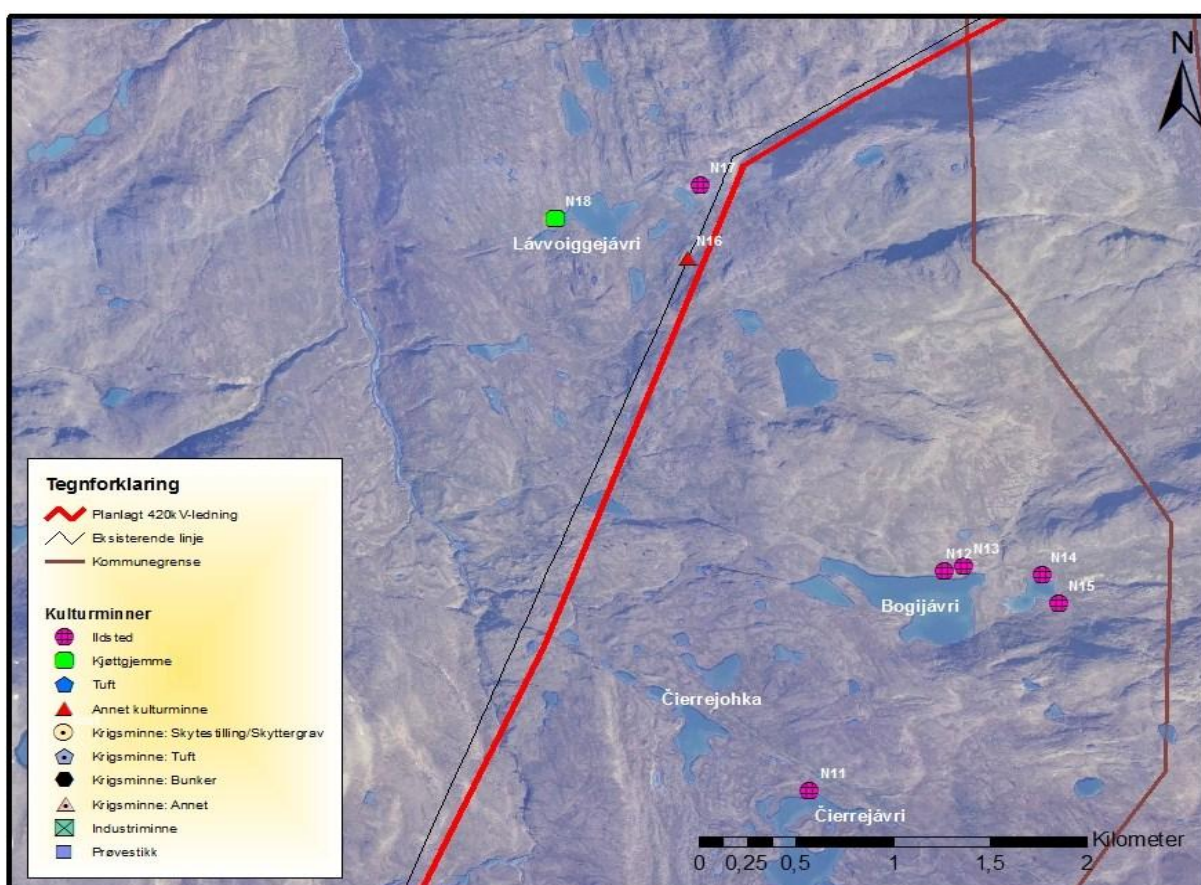 N
N17
N18
Lávvoiggejávri
N16
N12
N13
N14
N15
Bogijávri
Čierrejohka
N11
Čierrejávri
Kilometer
0 0,25 0,5 1 1,5 2
Tegnforklaring
Planlagt 420kV-ledning
Eksisterende linje
Kommunegrense
Kulturminner
Ildsted
Kjøttgjemme
Tuft
Annet kulturminne
Krigsminne: Skytestilling/Skyttergrav
Krigsminne: Tuft
Krigsminne: Bunker
Krigsminne: Annet
Industriminne
Prøvestikk